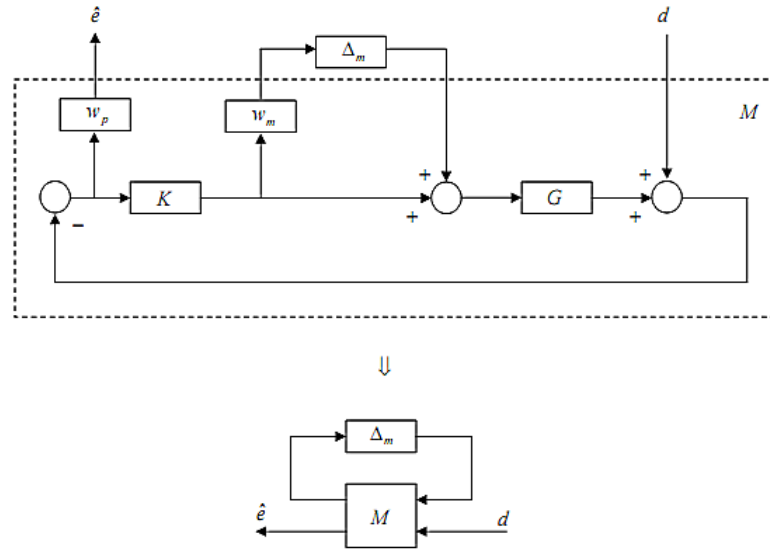 ê d
Δₘ
wₚ wₘ M
+ +
K G
− + +
⇓
Δₘ
ê M d